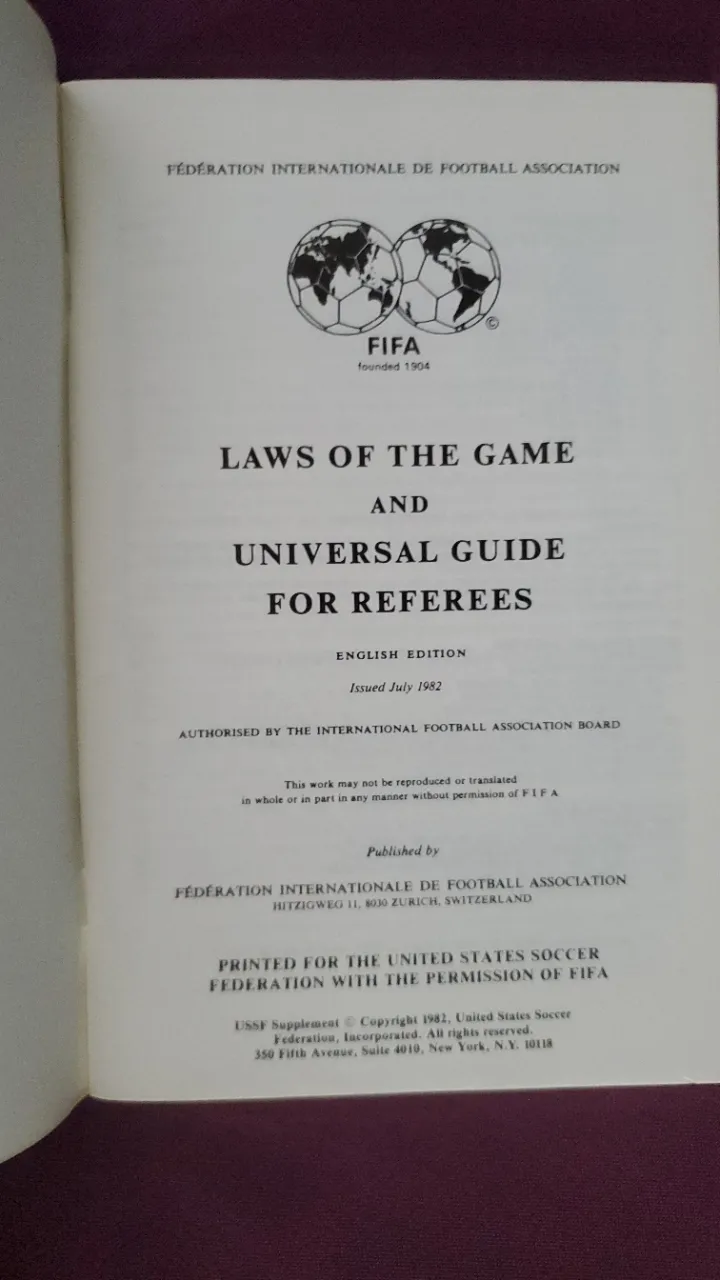 FÉDÉRATION INTERNATIONALE DE FOOTBALL ASSOCIATION
©
FIFA
founded 1904
LAWS OF THE GAME
AND
UNIVERSAL GUIDE
FOR REFEREES
ENGLISH EDITION
Issued July 1982
AUTHORISED BY THE INTERNATIONAL FOOTBALL ASSOCIATION BOARD
This work may not be reproduced or translated
in whole or in part in any manner without permission of F I F A
Published by
FÉDÉRATION INTERNATIONALE DE FOOTBALL ASSOCIATION
HITZIGWEG 11, 8030 ZURICH, SWITZERLAND
PRINTED FOR THE UNITED STATES SOCCER
FEDERATION WITH THE PERMISSION OF FIFA
USSF Supplement © Copyright 1982, United States Soccer
Federation, Incorporated. All rights reserved.
350 Fifth Avenue, Suite 4010, New York, N.Y. 10118